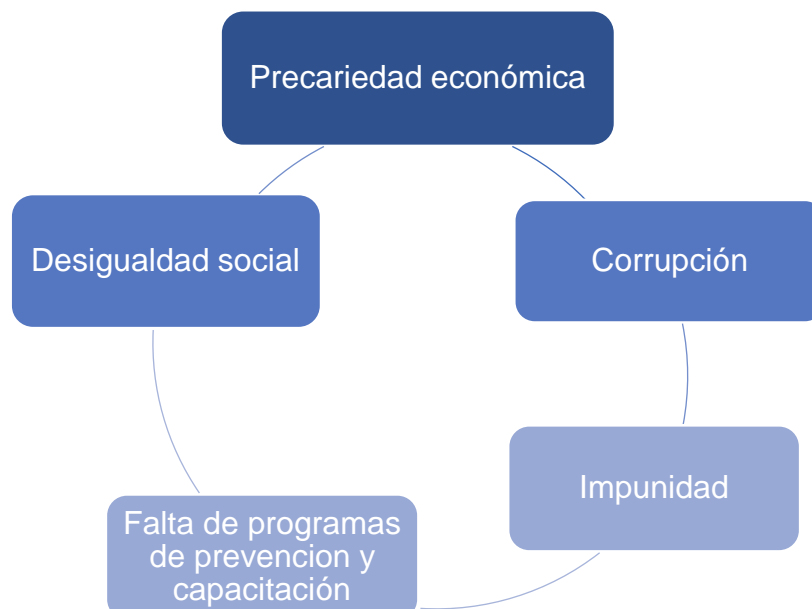 Precariedad económica
Desigualdad social
Corrupción
Impunidad
Falta de programas
de prevencion y
capacitación